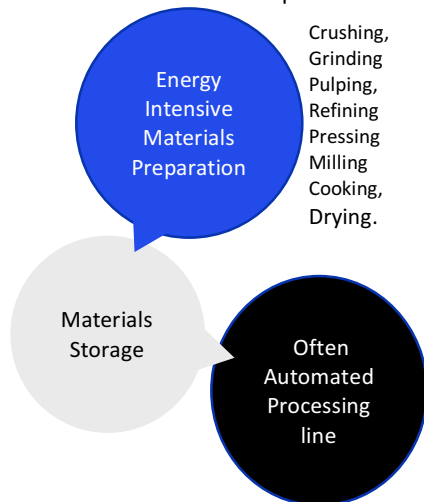 Crushing,
Grinding
Pulping,
Refining
Pressing
Milling
Cooking,
Drying.
Energy
Intensive
Materials
Preparation
Materials
Storage
Often
Automated
Processing
line